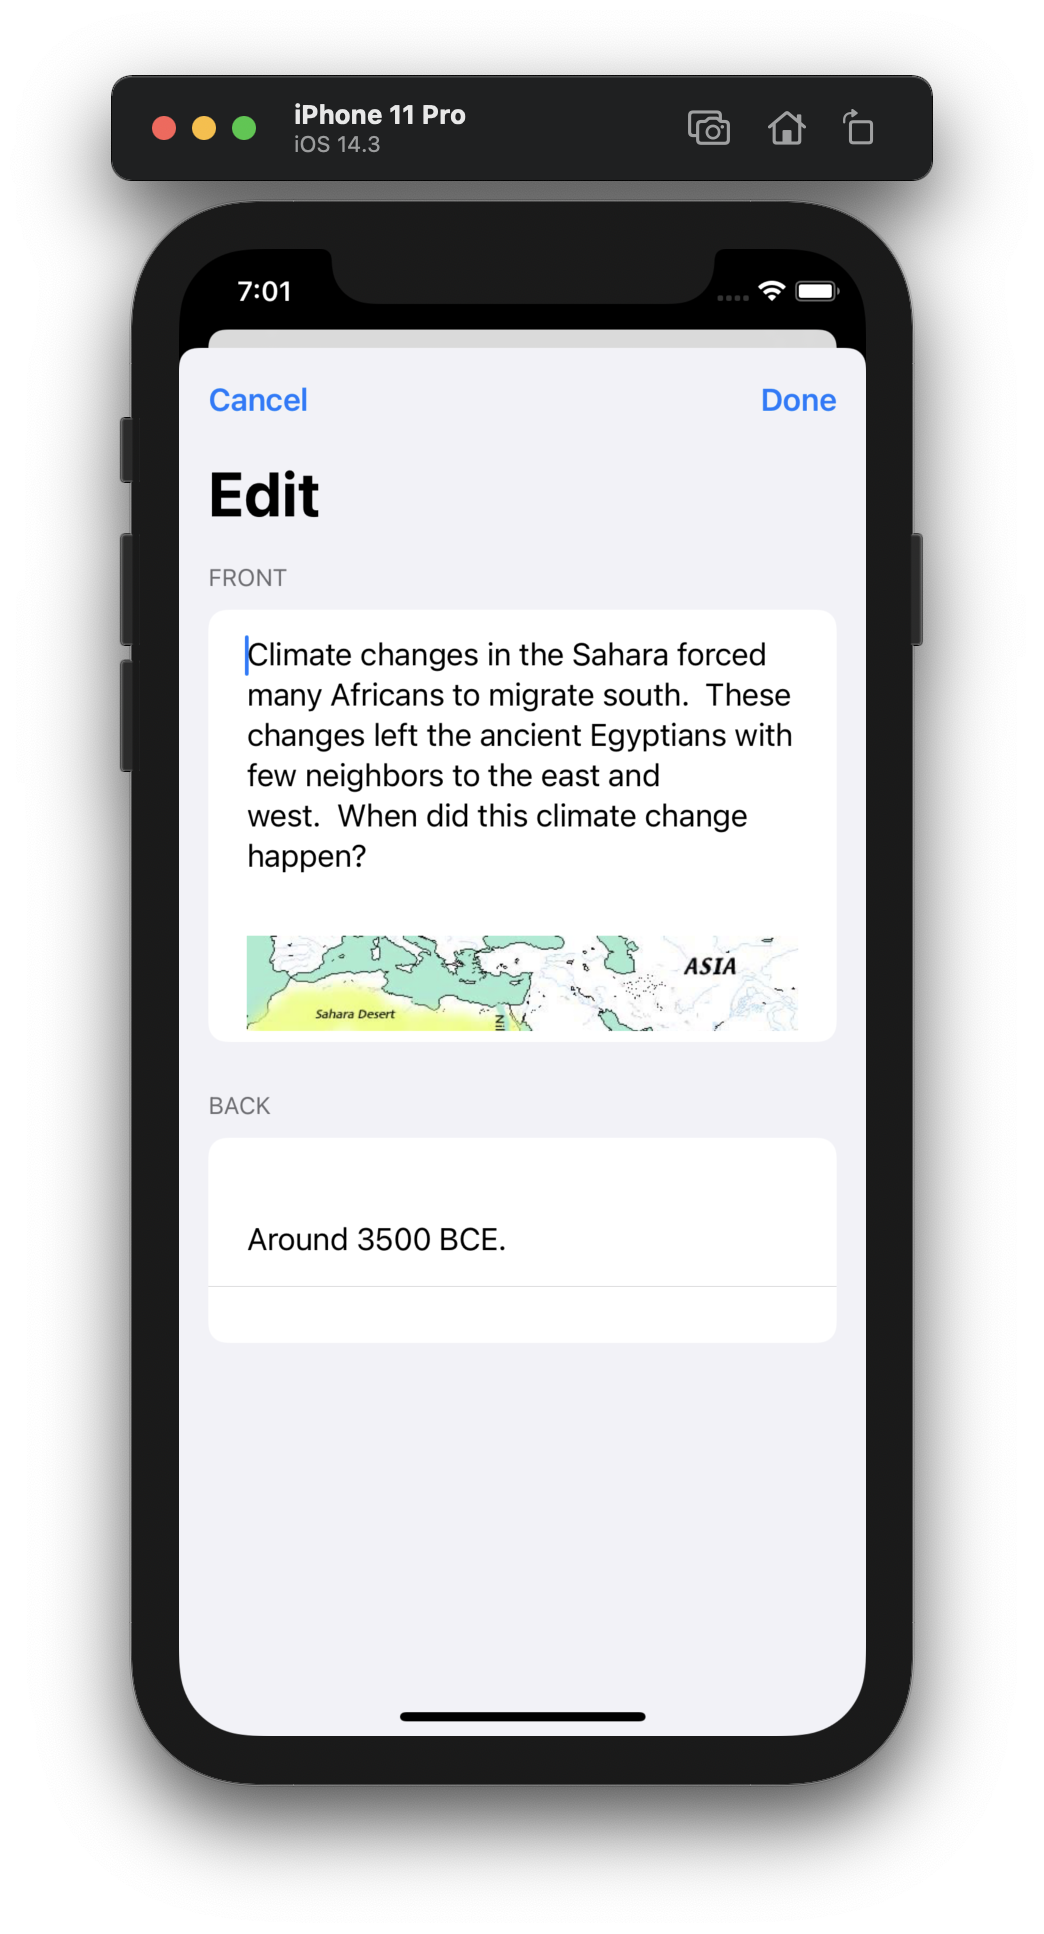 iPhone 11 Pro
iOS 14.3
7:01
Cancel
Done
Edit
FRONT
Climate changes in the Sahara forced
many Africans to migrate south.  These
changes left the ancient Egyptians with
few neighbors to the east and
west.  When did this climate change
happen?
ASIA
Sahara Desert
BACK
Around 3500 BCE.